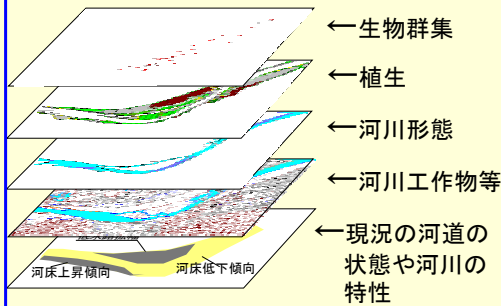 ←生物群集
←植生
←河川形態
←河川工作物等
←現況の河道の
状態や河川の
特性
河床上昇傾向
河床低下傾向